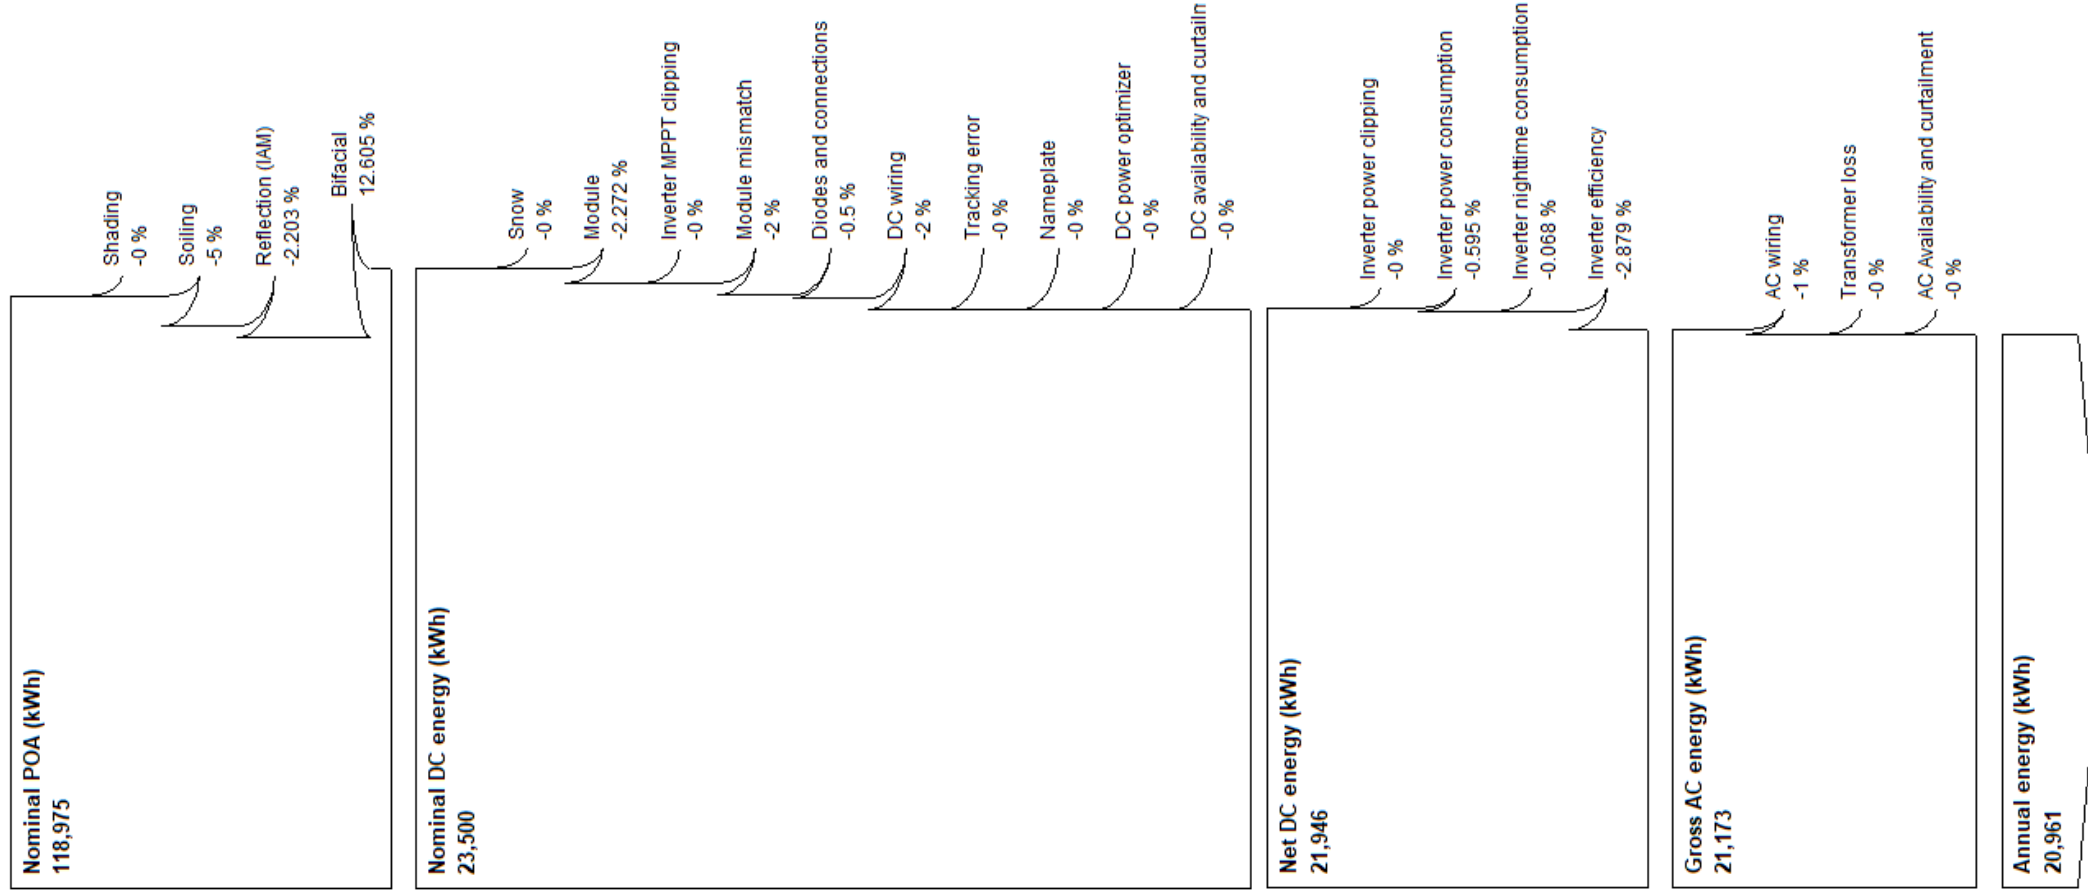 Nominal POA (kWh)
118,975
Shading
-0 %
Soiling
-5 %
Reflection (IAM)
-2.203 %
Bifacial
12.605 %
Nominal DC energy (kWh)
23,500
Snow
-0 %
Module
-2.272 %
Inverter MPPT clipping
-0 %
Module mismatch
-2 %
Diodes and connections
-0.5 %
DC wiring
-2 %
Tracking error
-0 %
Nameplate
-0 %
DC power optimizer
-0 %
DC availability and curtailn
-0 %
Net DC energy (kWh)
21,946
Inverter power clipping
-0 %
Inverter power consumption
-0.595 %
Inverter nighttime consumption
-0.068 %
Inverter efficiency
-2.879 %
Gross AC energy (kWh)
21,173
AC wiring
-1 %
Transformer loss
-0 %
AC Availability and curtailment
-0 %
Annual energy (kWh)
20,961